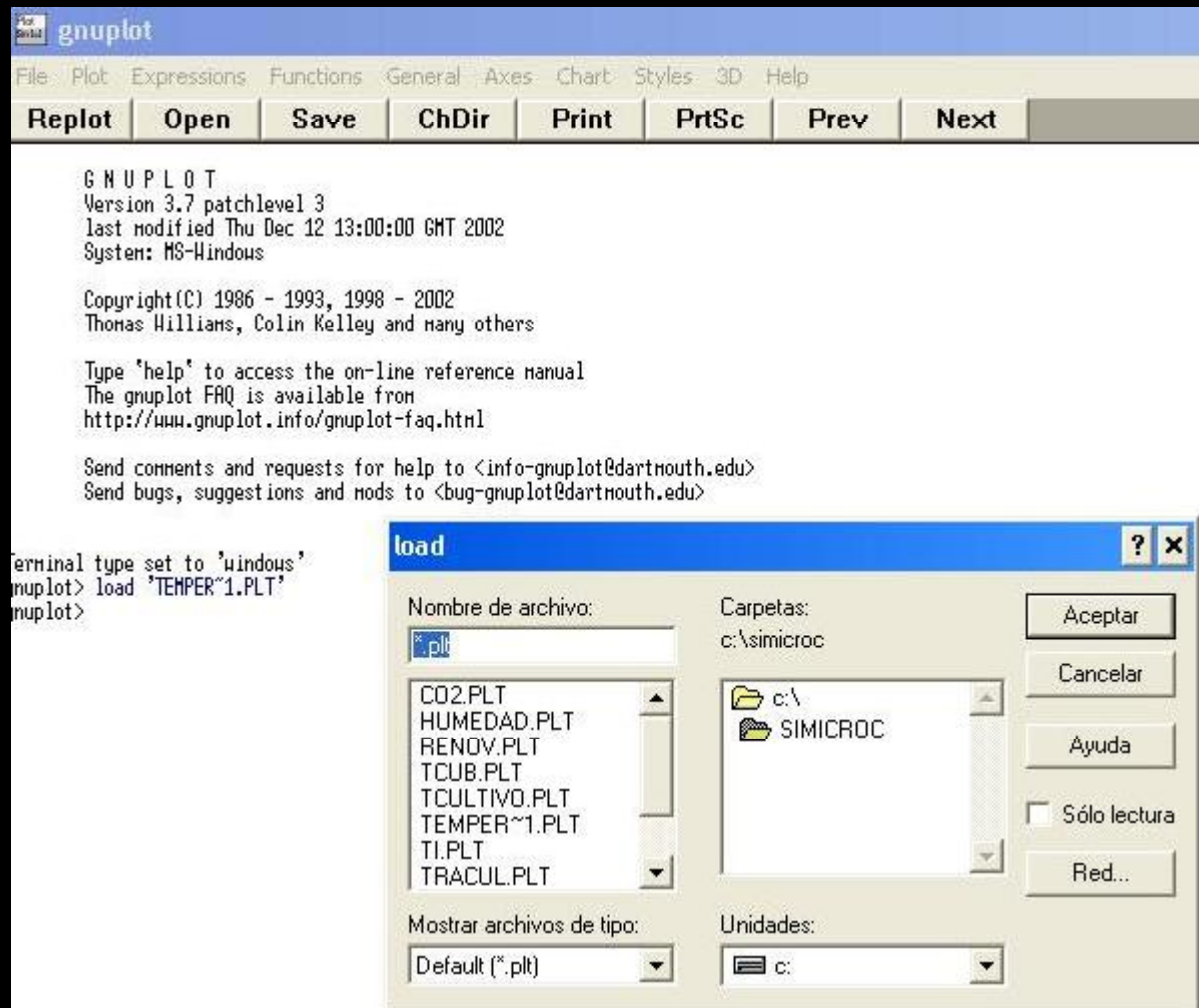 gnuplot
File Plot Expressions Functions General Axes Chart Styles 3D Help
Replot Open Save ChDir Print PrtSc Prev Next
G N U P L O T
Version 3.7 patchlevel 3
last modified Thu Dec 12 13:00:00 GMT 2002
System: MS-Windows
Copyright(C) 1986 - 1993, 1998 - 2002
Thomas Williams, Colin Kelley and many others
Type 'help' to access the on-line reference manual
The gnuplot FAQ is available from
http://www.gnuplot.info/gnuplot-faq.html
Send comments and requests for help to <info-gnuplot@dartmouth.edu>
Send bugs, suggestions and mods to <bug-gnuplot@dartmouth.edu>
Terminal type set to 'windows'
gnuplot> load 'TEMPER~1.PLT'
gnuplot>
load
Nombre de archivo:
*.plt
CO2.PLT
HUMEDAD.PLT
RENOV.PLT
TCUB.PLT
TCULTIVO.PLT
TEMPER~1.PLT
TI.PLT
TRACUL.PLT
Mostrar archivos de tipo:
Default (*.plt)
Carpetas:
c:\simicroc
c:\
SIMICROC
Unidades:
c:
Aceptar
Cancelar
Ayuda
Sólo lectura
Red...